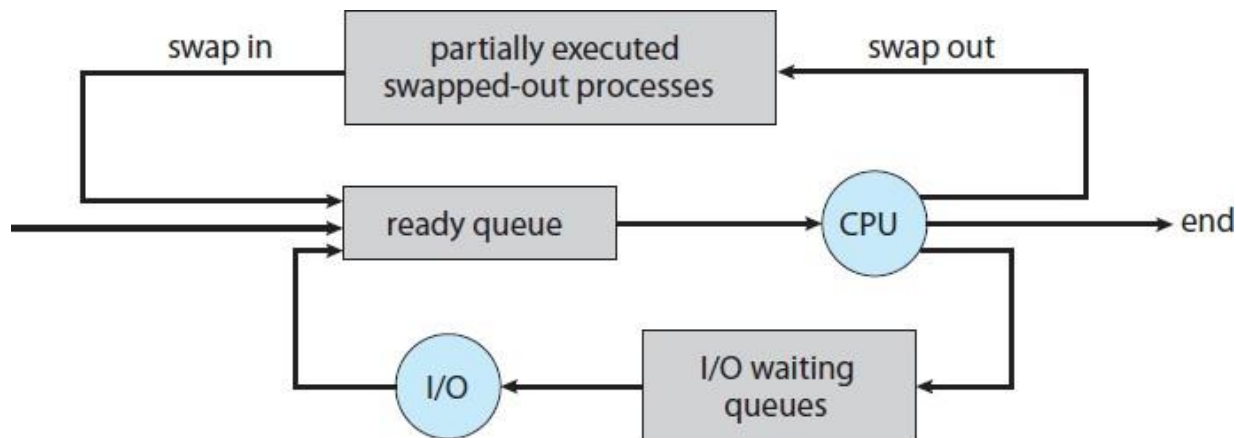 swap in
partially executed
swapped-out processes
swap out
ready queue
CPU
end
I/O
I/O waiting
queues